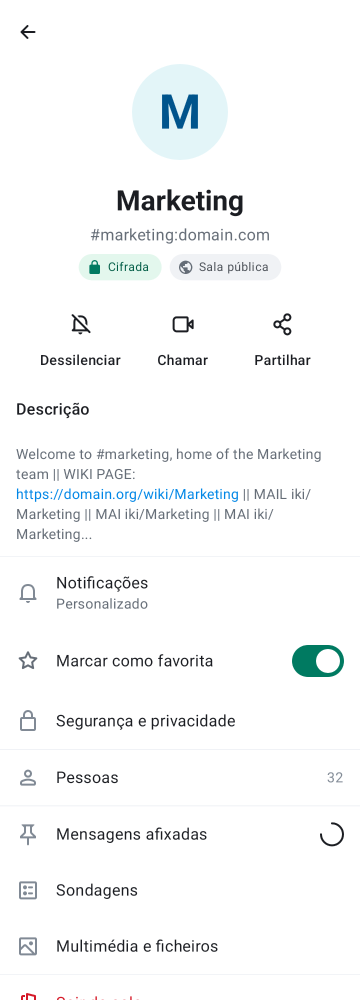 M
Marketing
#marketing:domain.com
Cifrada
Sala pública
Dessilenciar
Chamar
Partilhar
Descrição
Welcome to #marketing, home of the Marketing
team || WIKI PAGE:
https://domain.org/wiki/Marketing || MAIL iki/
Marketing || MAI iki/Marketing || MAI iki/
Marketing...
Notificações
Personalizado
Marcar como favorita
Segurança e privacidade
Pessoas
32
Mensagens afixadas
Sondagens
Multimédia e ficheiros